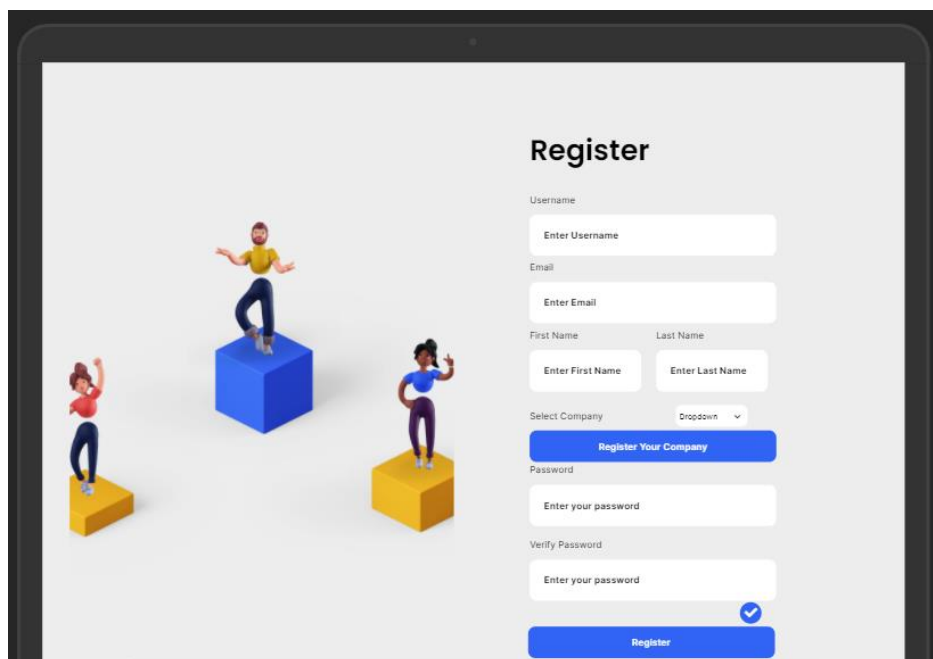 Register
Username
Enter Username
Email
Enter Email
First Name Last Name
Enter First Name Enter Last Name
Select Company Dropdown
Register Your Company
Password
Enter your password
Verify Password
Enter your password
Register